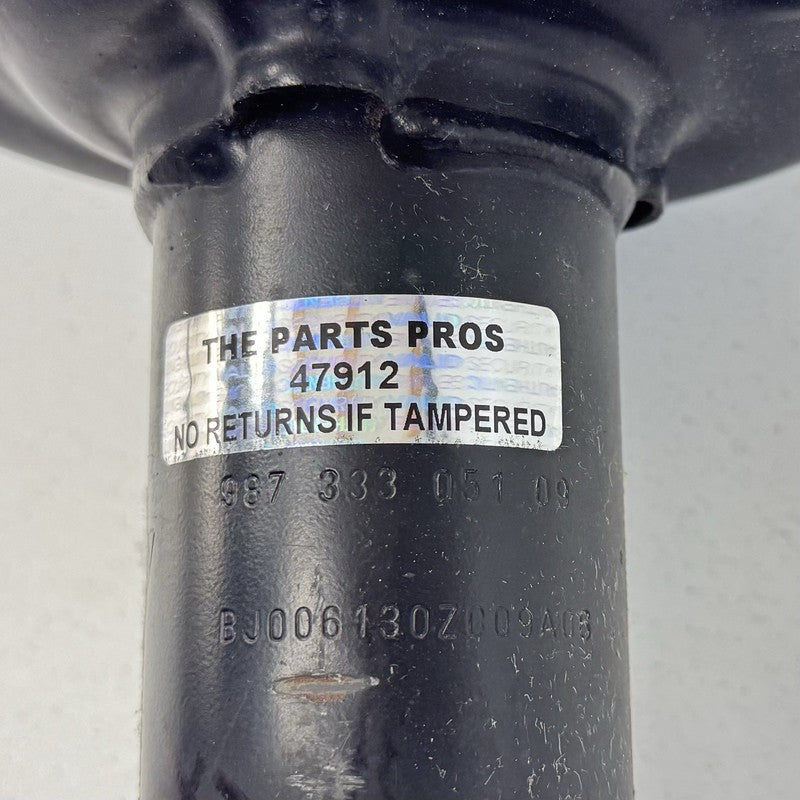 THE PARTS PROS
47912
NO RETURNS IF TAMPERED
987 333 051 09
BJ006130Z009A03